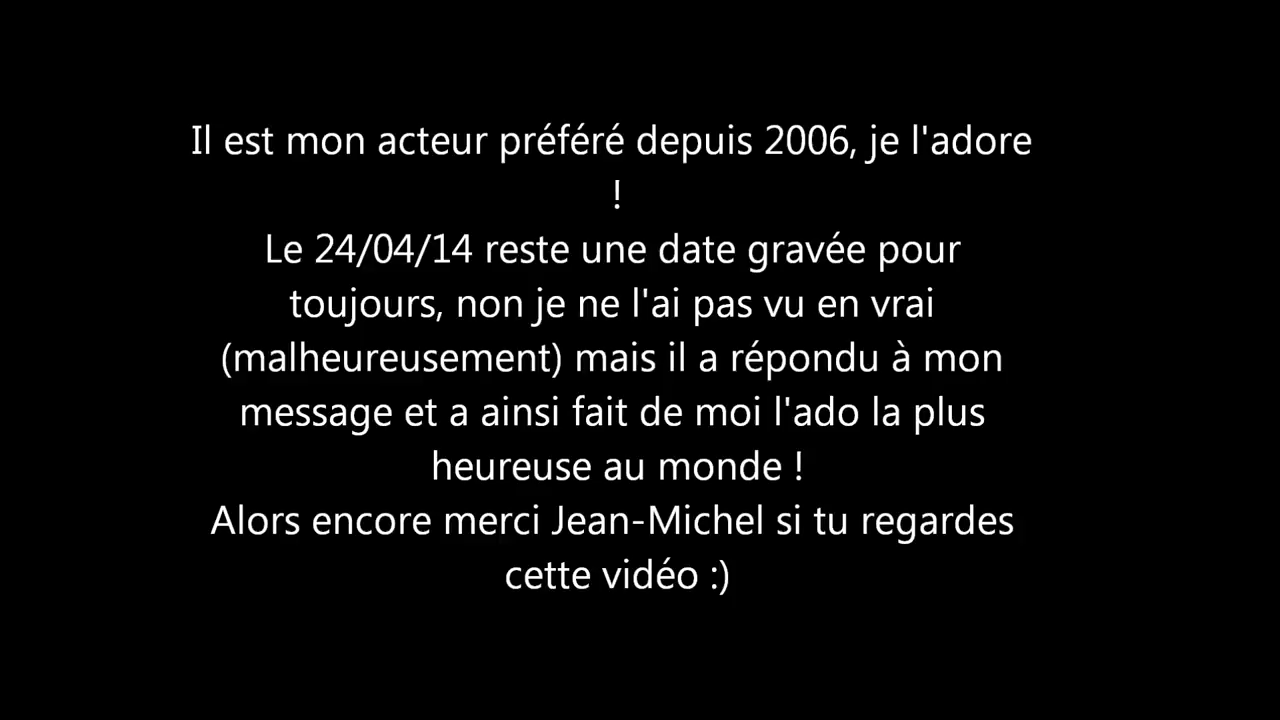 Il est mon acteur préféré depuis 2006, je l'adore
!
Le 24/04/14 reste une date gravée pour
toujours, non je ne l'ai pas vu en vrai
(malheureusement) mais il a répondu à mon
message et a ainsi fait de moi l'ado la plus
heureuse au monde !
Alors encore merci Jean-Michel si tu regardes
cette vidéo :)